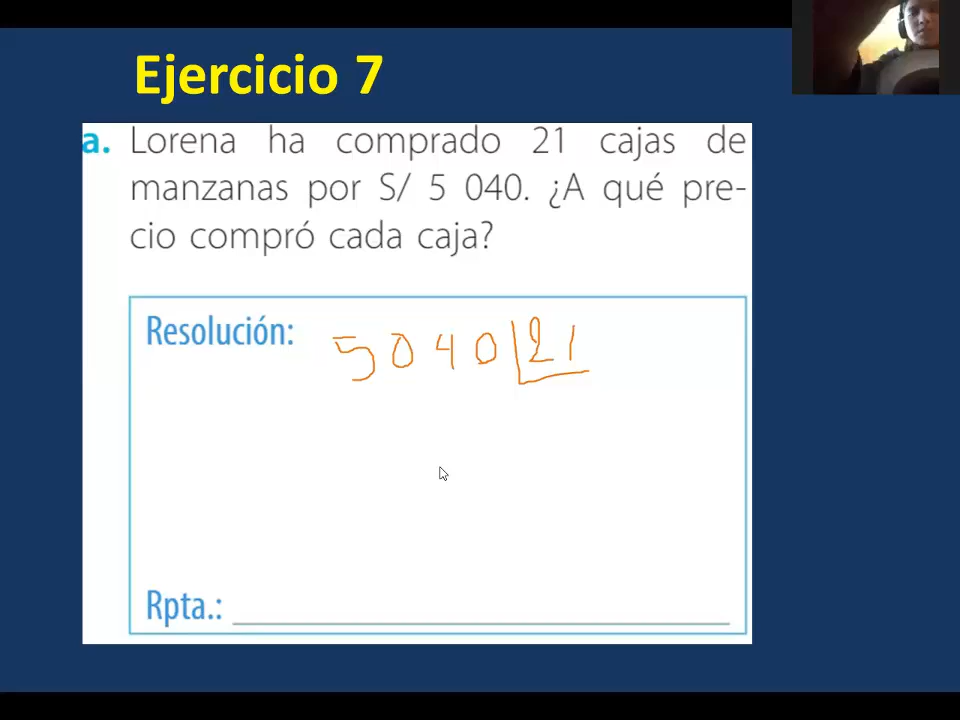 Ejercicio 7
a. Lorena ha comprado 21 cajas de
manzanas por S/ 5 040. ¿A qué pre-
cio compró cada caja?
Resolución: 5040 21
Rpta.: